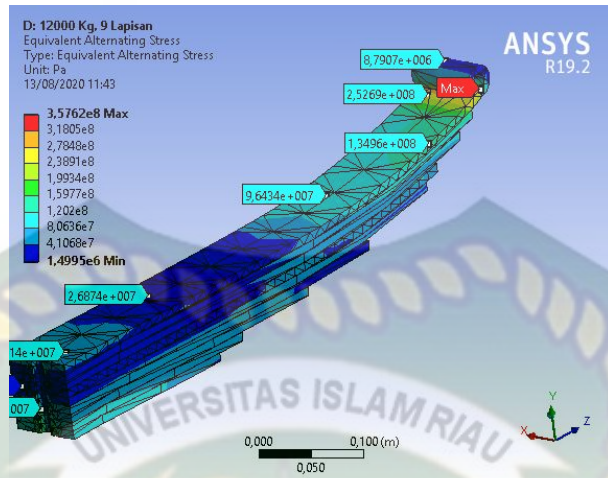 D: 12000 Kg, 9 Lapisan
Equivalent Alternating Stress
Type: Equivalent Alternating Stress
Unit: Pa
13/08/2020 11:43
ANSYS
R19.2
3,5762e8 Max
3,1805e8
2,7848e8
2,3891e8
1,9934e8
1,5977e8
1,202e8
8,0636e7
4,1068e7
1,4995e6 Min
8,7907e+006
2,5269e+008
Max
1,3496e+008
9,6434e+007
2,6874e+007
14e+007
007
UNIVERSITAS ISLAM RIAU
0,000
0,100 (m)
0,050
Y
X
Z